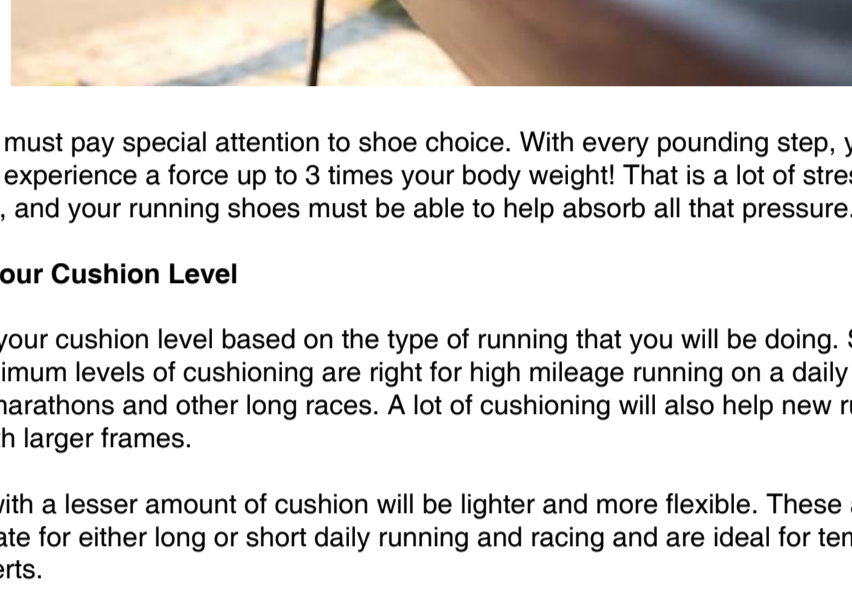 must pay special attention to shoe choice. With every pounding step,
experience a force up to 3 times your body weight! That is a lot of
, and your running shoes must be able to help absorb all that pressure.
our Cushion Level
your cushion level based on the type of running that you will be doing.
imum levels of cushioning are right for high mileage running on a daily
marathons and other long races. A lot of cushioning will also help new
th larger frames.
with a lesser amount of cushion will be lighter and more flexible. These
ate for either long or short daily running and racing and are ideal for
erts.